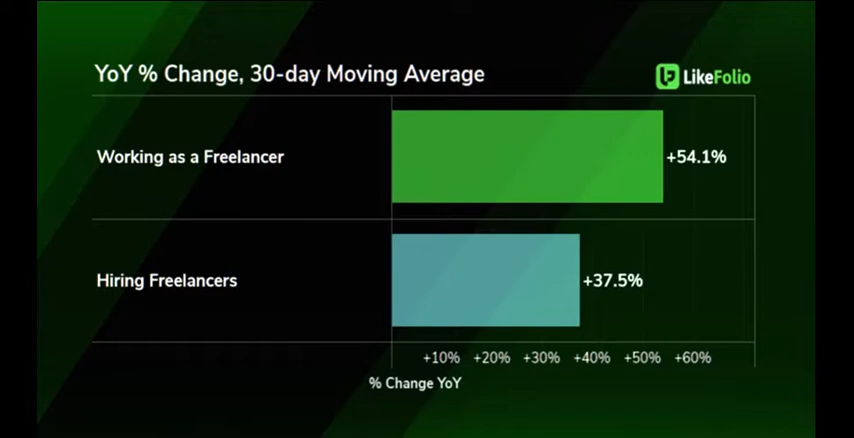 YoY % Change, 30-day Moving Average
LikeFolio
Working as a Freelancer
+54.1%
Hiring Freelancers
+37.5%
+10% +20% +30% +40% +50% +60%
% Change YoY